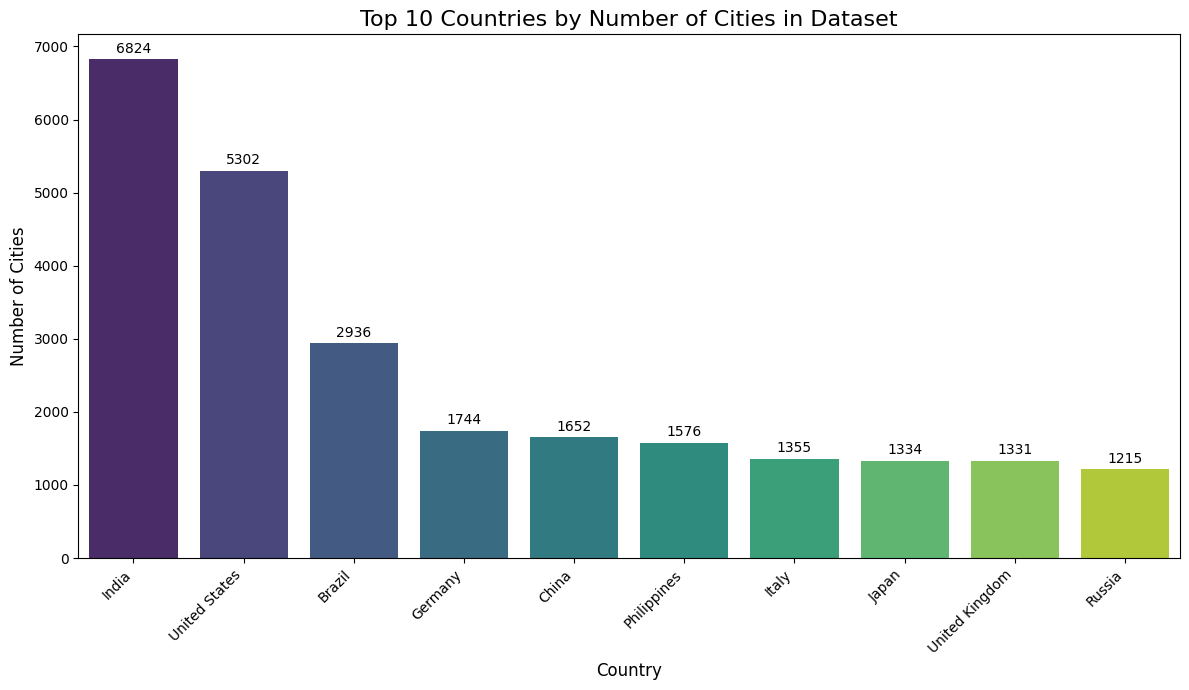 Top 10 Countries by Number of Cities in Dataset
Number of Cities
7000
6000
5000
4000
3000
2000
1000
0
6824
5302
2936
1744
1652
1576
1355
1334
1331
1215
India
United States
Brazil
Germany
China
Philippines
Italy
Japan
United Kingdom
Russia
Country